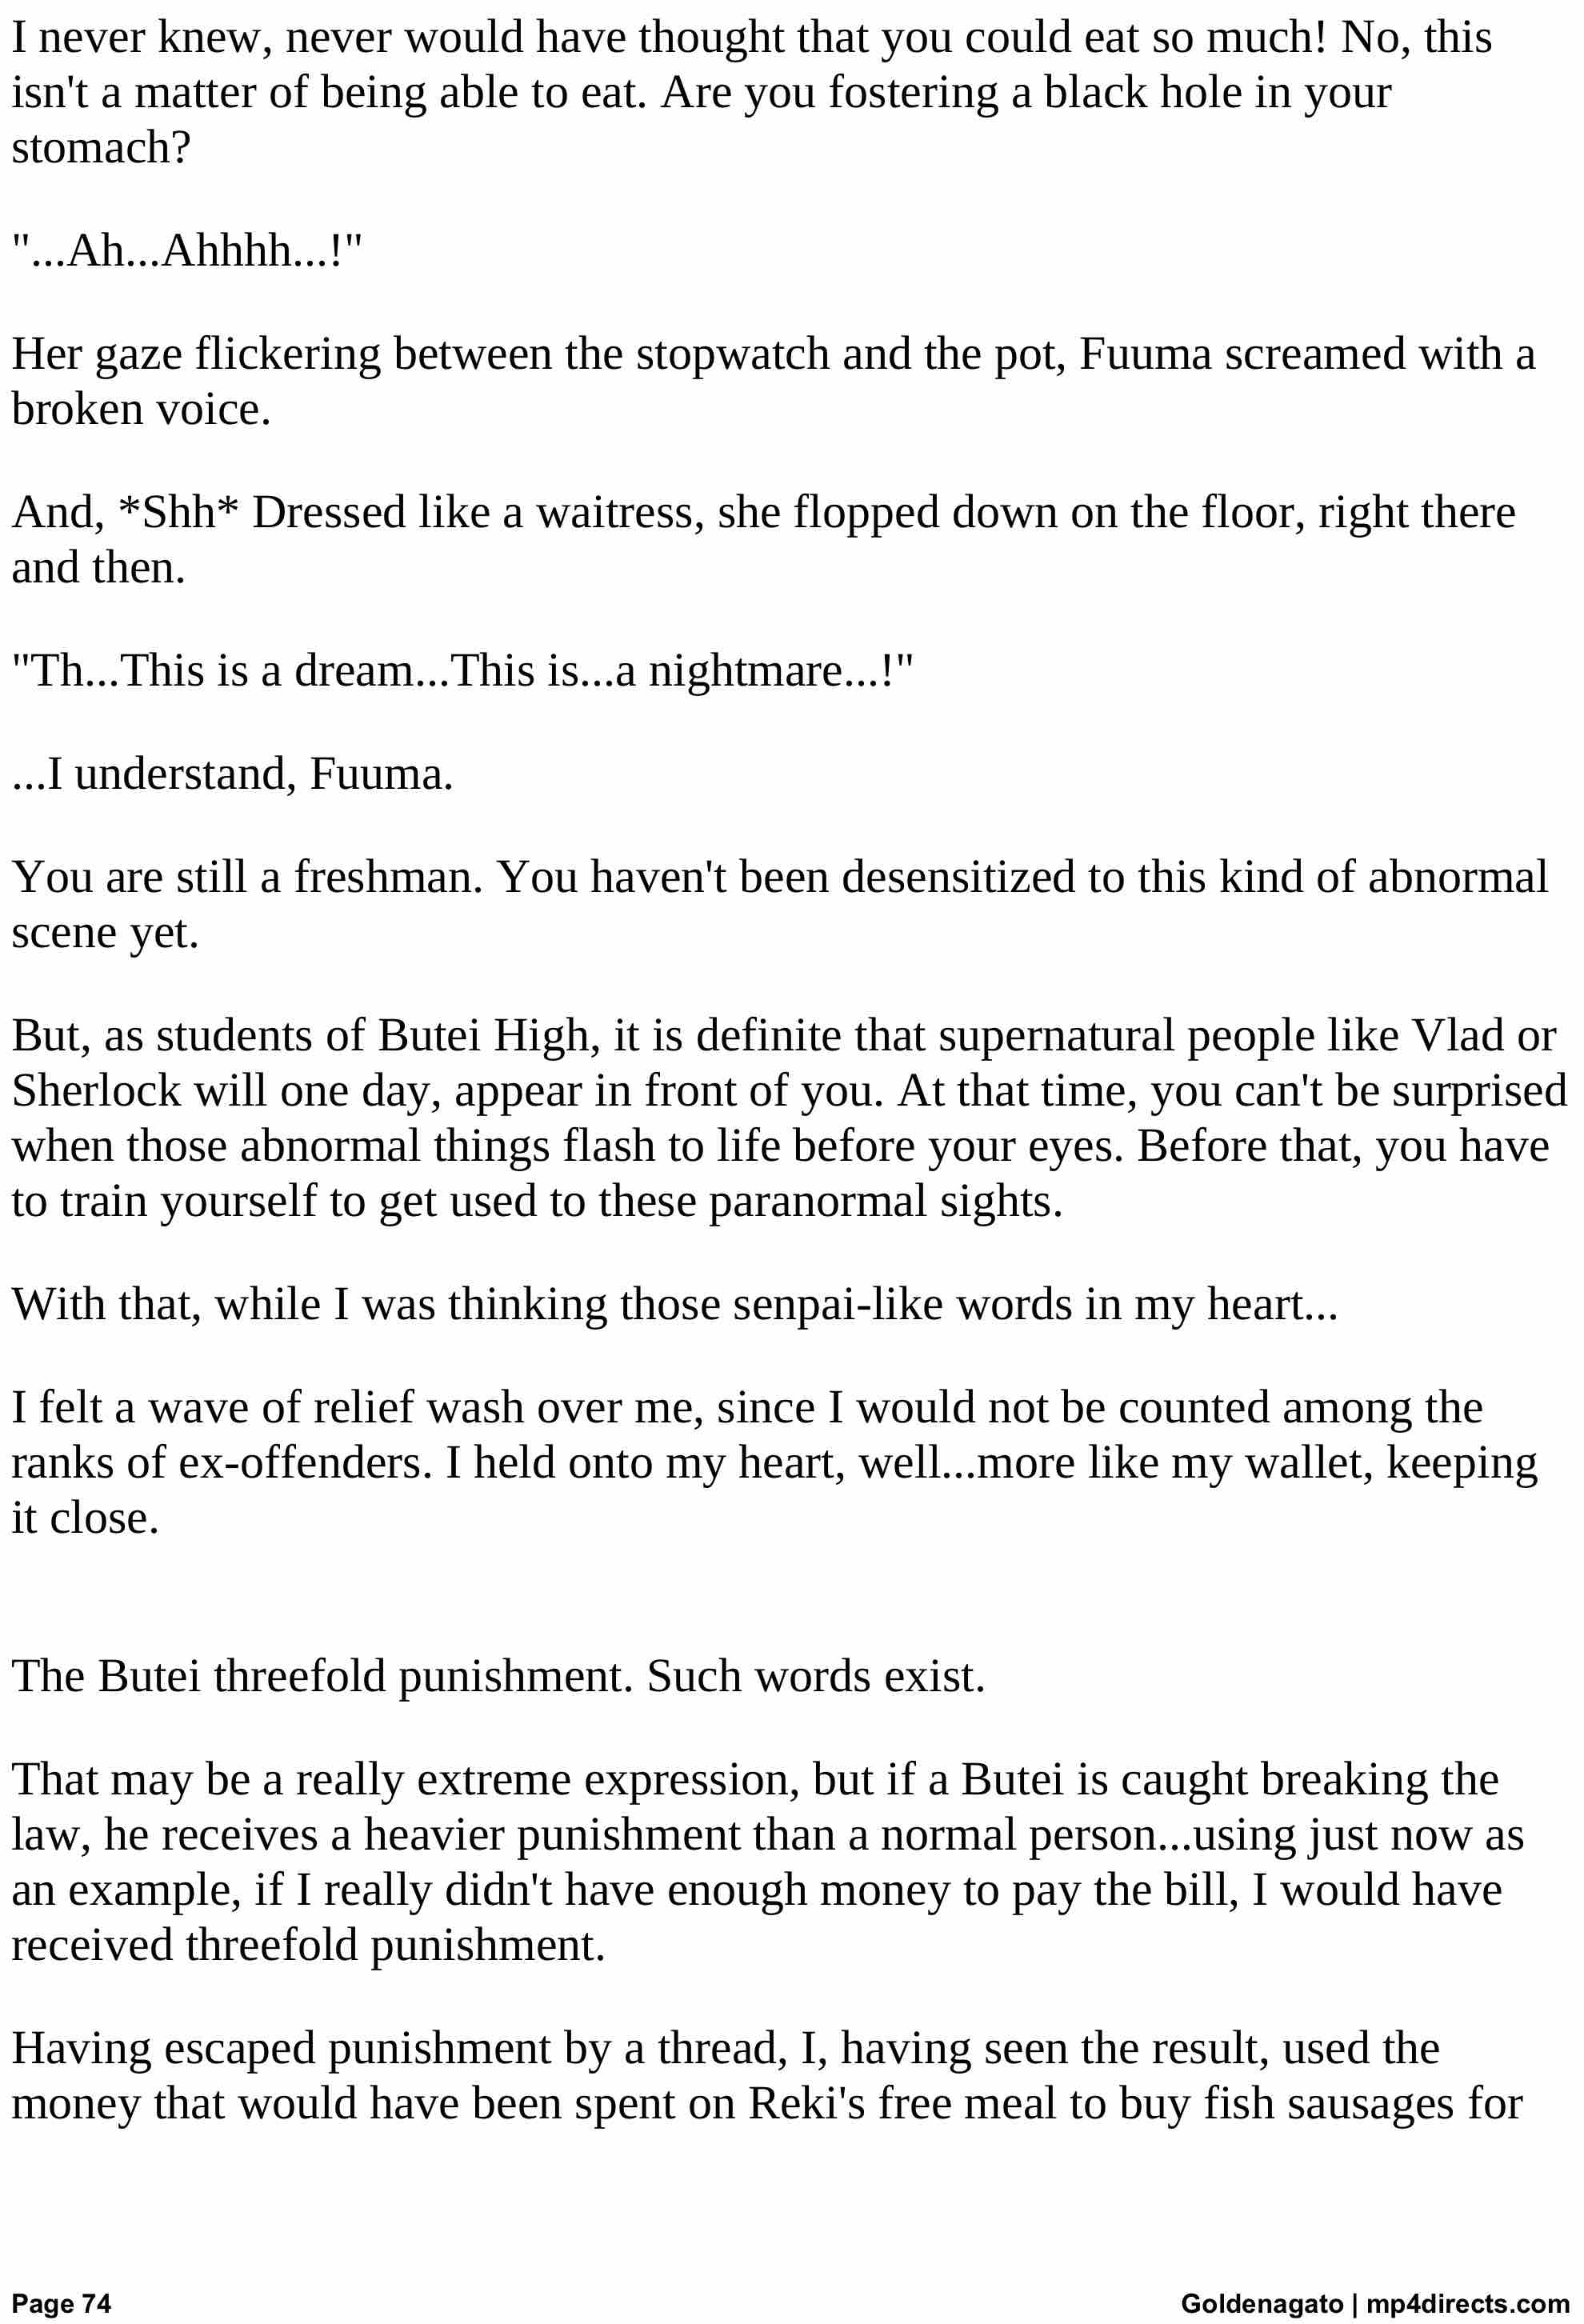 I never knew, never would have thought that you could eat so much! No, this
isn't a matter of being able to eat. Are you fostering a black hole in your
stomach?
"...Ah...Ahhhh...!"
Her gaze flickering between the stopwatch and the pot, Fuuma screamed with a
broken voice.
And, *Shh* Dressed like a waitress, she flopped down on the floor, right there
and then.
"Th...This is a dream...This is...a nightmare...!"
...I understand, Fuuma.
You are still a freshman. You haven't been desensitized to this kind of abnormal
scene yet.
But, as students of Butei High, it is definite that supernatural people like Vlad or
Sherlock will one day, appear in front of you. At that time, you can't be surprised
when those abnormal things flash to life before your eyes. Before that, you have
to train yourself to get used to these paranormal sights.
With that, while I was thinking those senpai-like words in my heart...
I felt a wave of relief wash over me, since I would not be counted among the
ranks of ex-offenders. I held onto my heart, well...more like my wallet, keeping
it close.
The Butei threefold punishment. Such words exist.
That may be a really extreme expression, but if a Butei is caught breaking the
law, he receives a heavier punishment than a normal person...using just now as
an example, if I really didn't have enough money to pay the bill, I would have
received threefold punishment.
Having escaped punishment by a thread, I, having seen the result, used the
money that would have been spent on Reki's free meal to buy fish sausages for
Page 74
Goldenagato | mp4directs.com